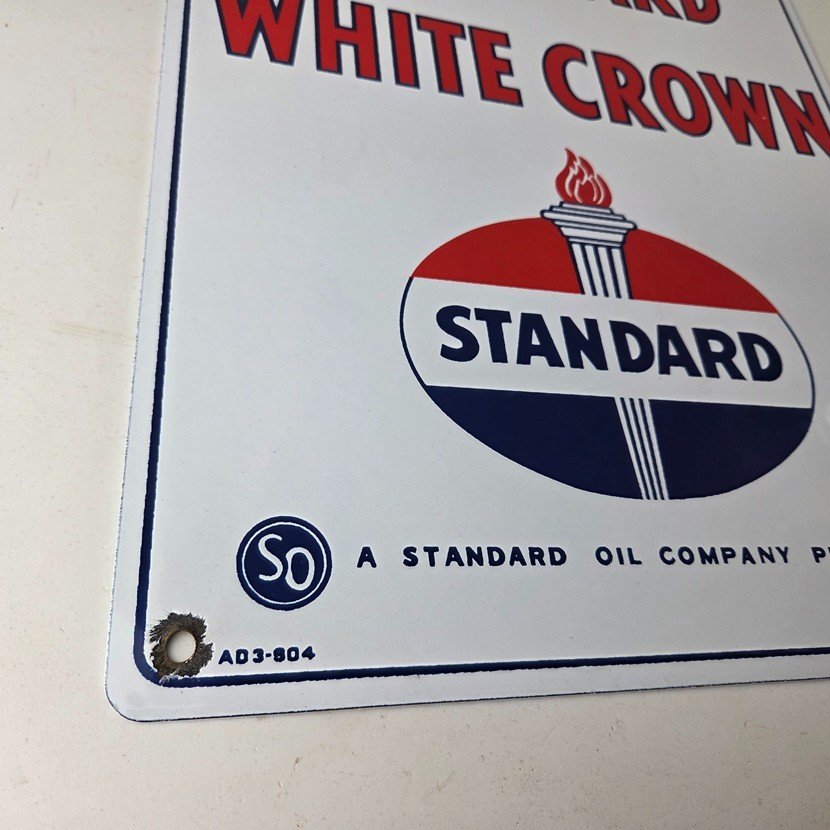 WHITE CROWN
STANDARD
SO
A STANDARD OIL COMPANY
AD3-804